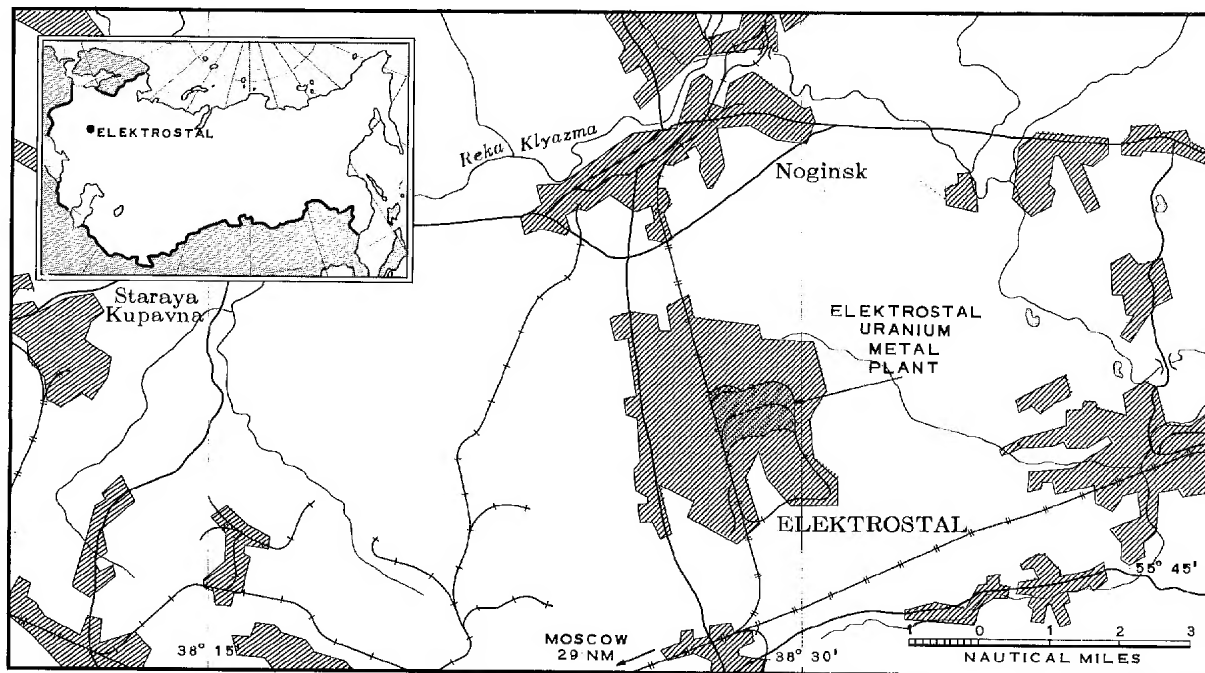 ELEKTROSTAL
Reka Klyazma
Noginsk
Staraya
Kupavna
ELEKTROSTAL
URANIUM
METAL
PLANT
ELEKTROSTAL
55° 45'
38° 15'
MOSCOW
29 NM
38° 30'
1 0 1 2 3
NAUTICAL MILES